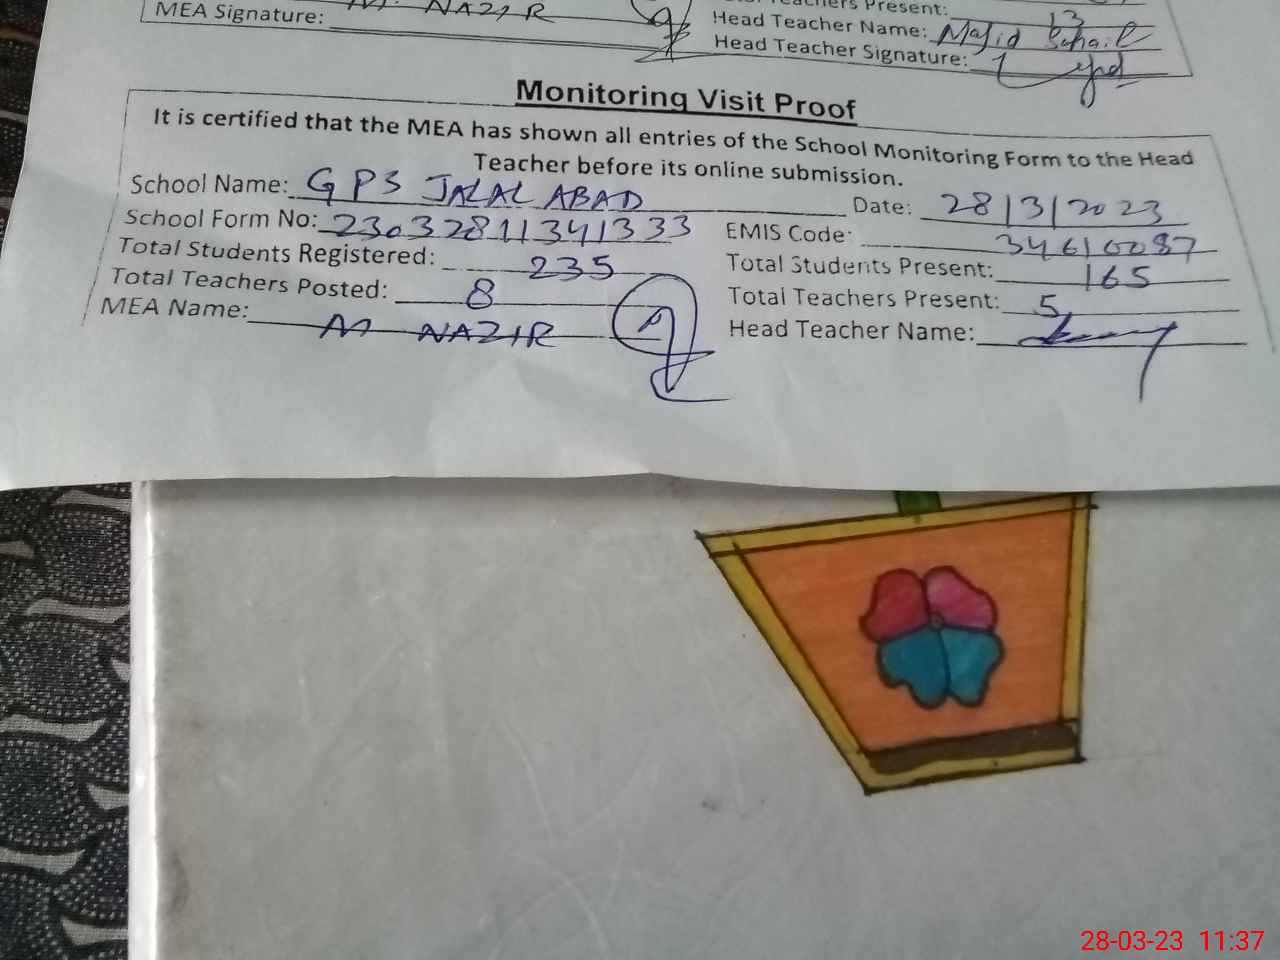 MEA Signature: M. NAZIR
Teachers Present: 13
Head Teacher Name: Majid Sohail
Head Teacher Signature:
Monitoring Visit Proof
It is certified that the MEA has shown all entries of the School Monitoring Form to the Head
Teacher before its online submission.
School Name: GPS JALAL ABAD Date: 28/3/2023
School Form No: 23032811341333 EMIS Code: 34610087
Total Students Registered: 235 Total Students Present: 165
Total Teachers Posted: 8 Total Teachers Present: 5
MEA Name: M NAZIR Head Teacher Name:
28-03-23 11:37